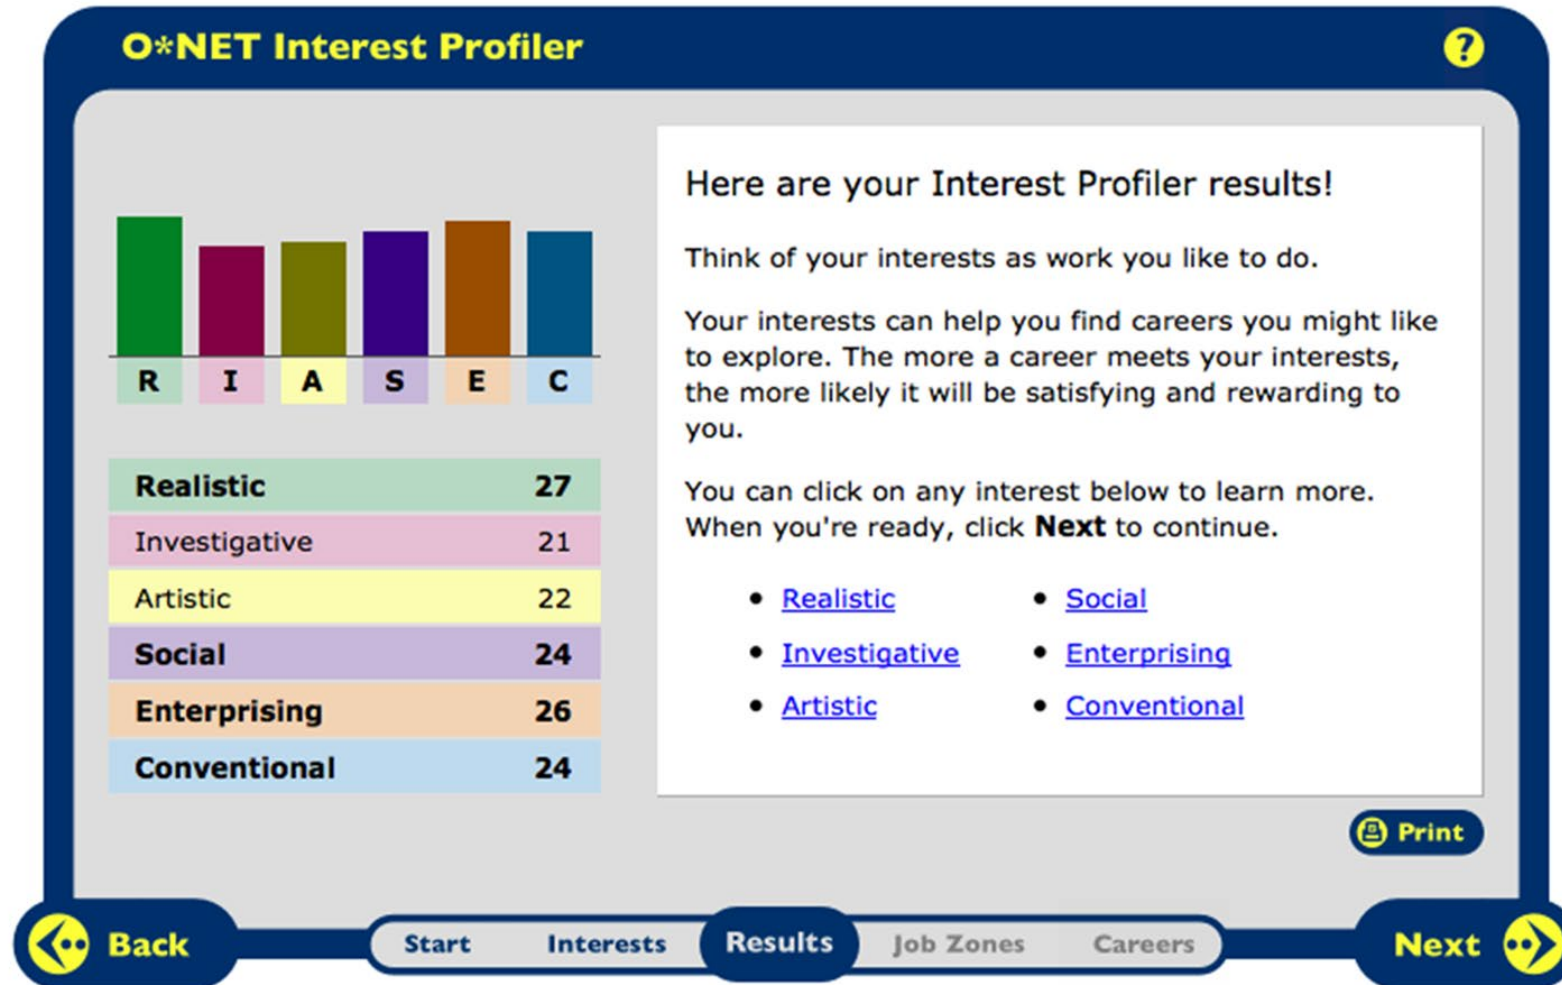 O*NET Interest Profiler
?
R I A S E C
Realistic 27
Investigative 21
Artistic 22
Social 24
Enterprising 26
Conventional 24
Here are your Interest Profiler results!
Think of your interests as work you like to do.
Your interests can help you find careers you might like
to explore. The more a career meets your interests,
the more likely it will be satisfying and rewarding to
you.
You can click on any interest below to learn more.
When you're ready, click Next to continue.
• Realistic
• Investigative
• Artistic
• Social
• Enterprising
• Conventional
Print
Back
Start Interests Results Job Zones Careers
Next